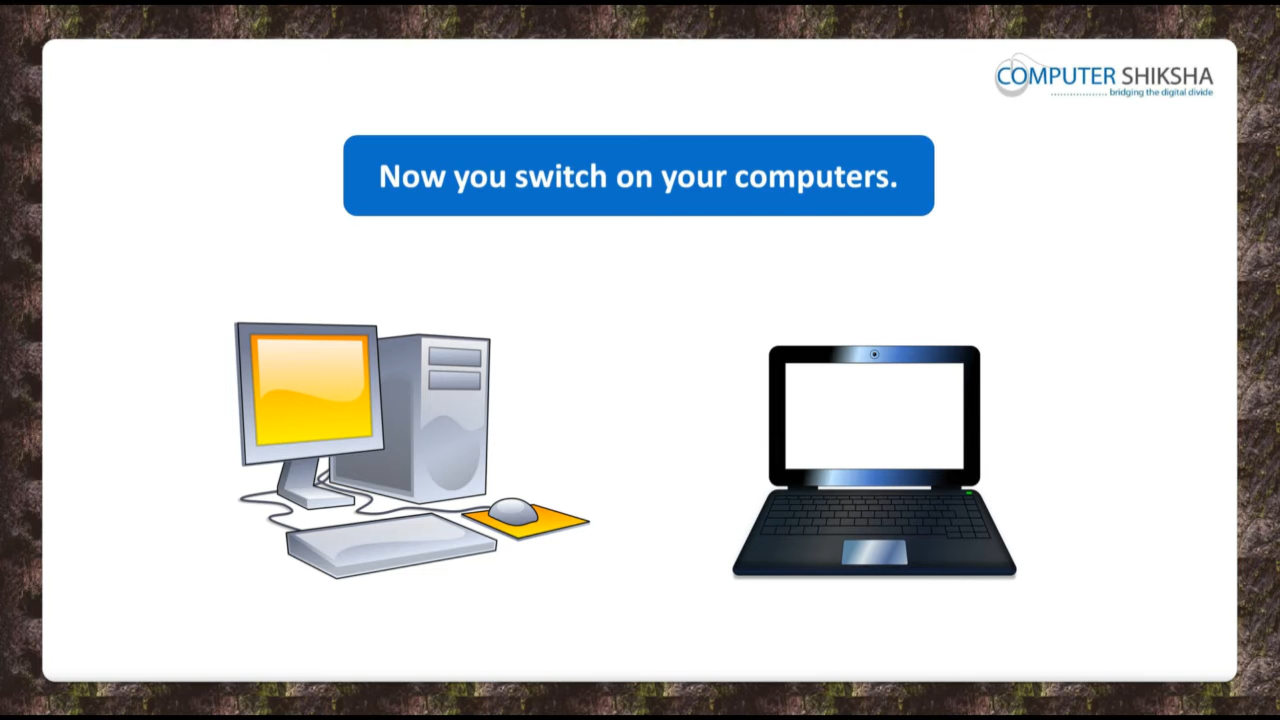 COMPUTER SHIKSHA
bridging the digital divide
Now you switch on your computers.